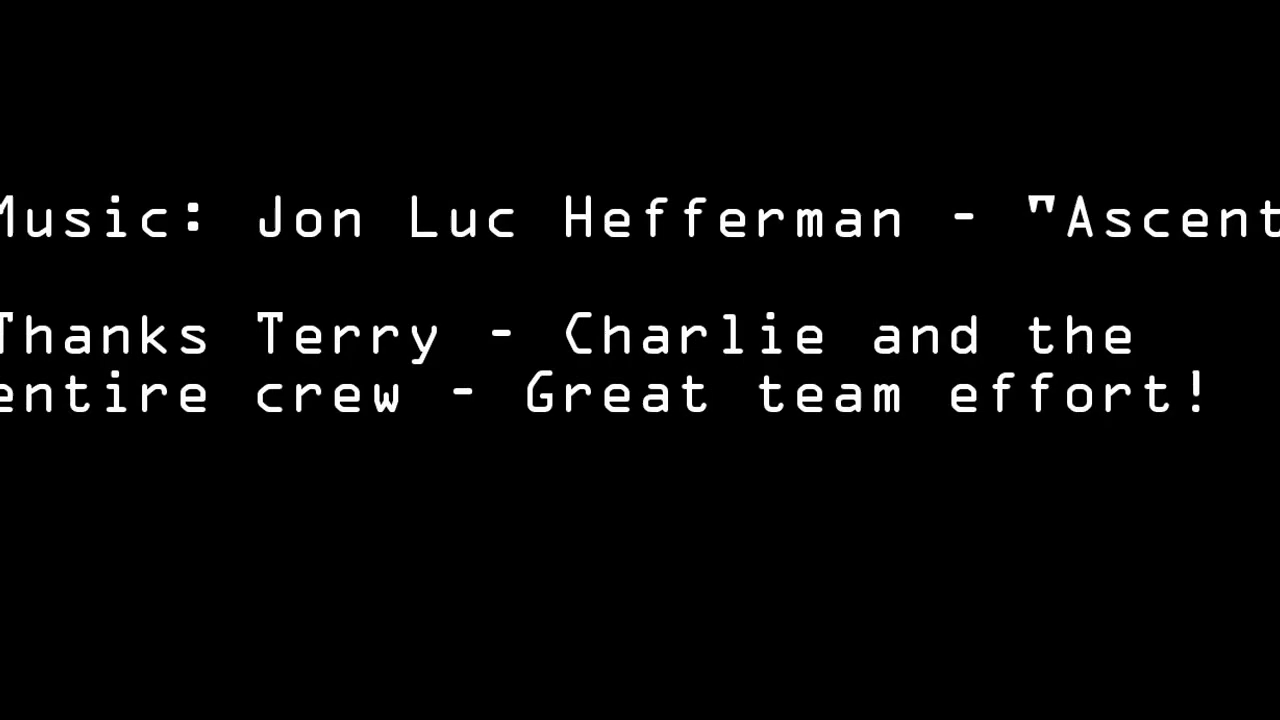 Music: Jon Luc Hefferman - "Ascent
Thanks Terry - Charlie and the
entire crew - Great team effort!